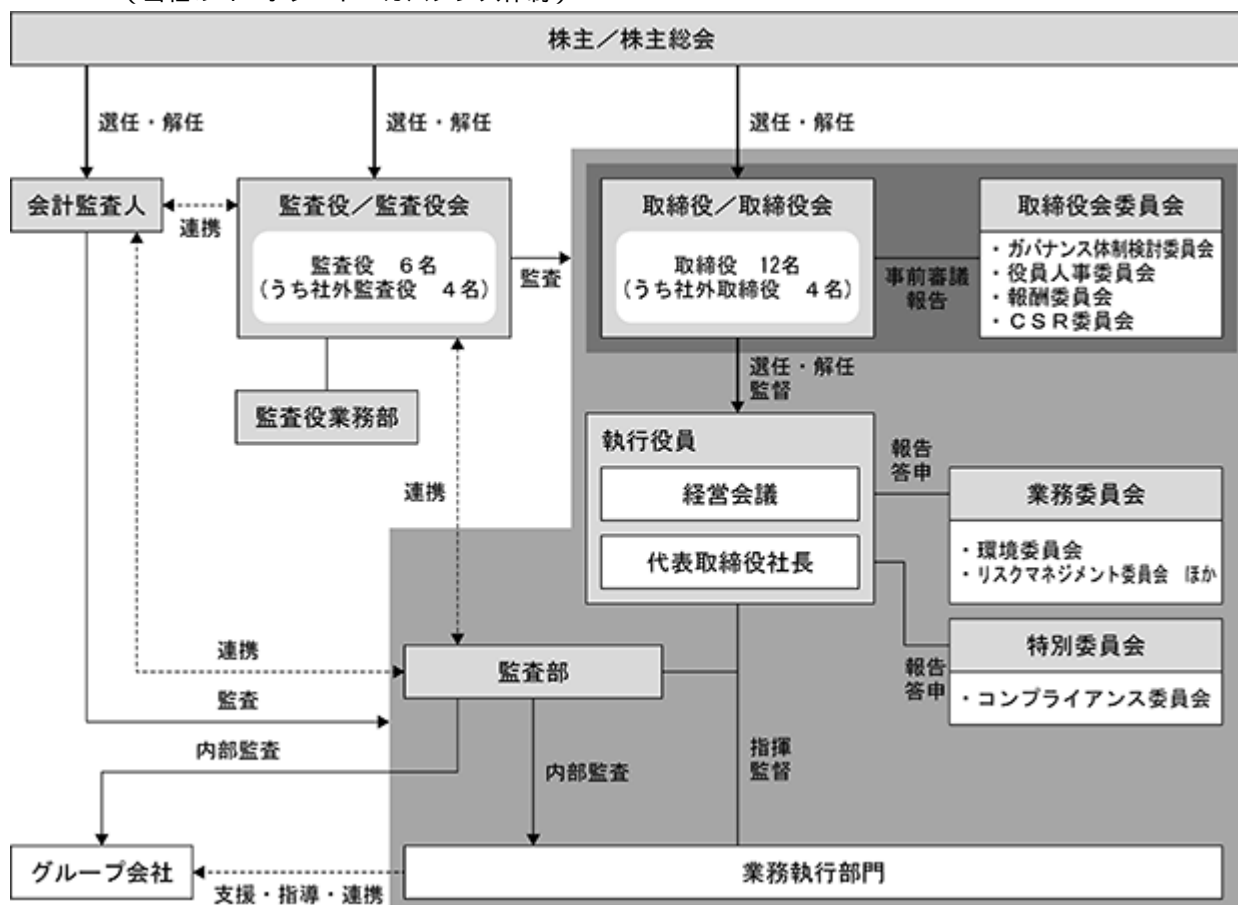 株主／株主総会
選任・解任
選任・解任
選任・解任
会計監査人
連携
監査役／監査役会
監査役　6名
(うち社外監査役　4名)
監査
取締役／取締役会
取締役　12名
(うち社外取締役　4名)
事前審議
報告
取締役会委員会
・ガバナンス体制検討委員会
・役員人事委員会
・報酬委員会
・CSR委員会
監査役業務部
選任・解任
監督
執行役員
経営会議
代表取締役社長
報告
答申
業務委員会
・環境委員会
・リスクマネジメント委員会　ほか
報告
答申
特別委員会
・コンプライアンス委員会
連携
連携
監査部
監査
内部監査
内部監査
指揮
監督
グループ会社
支援・指導・連携
業務執行部門